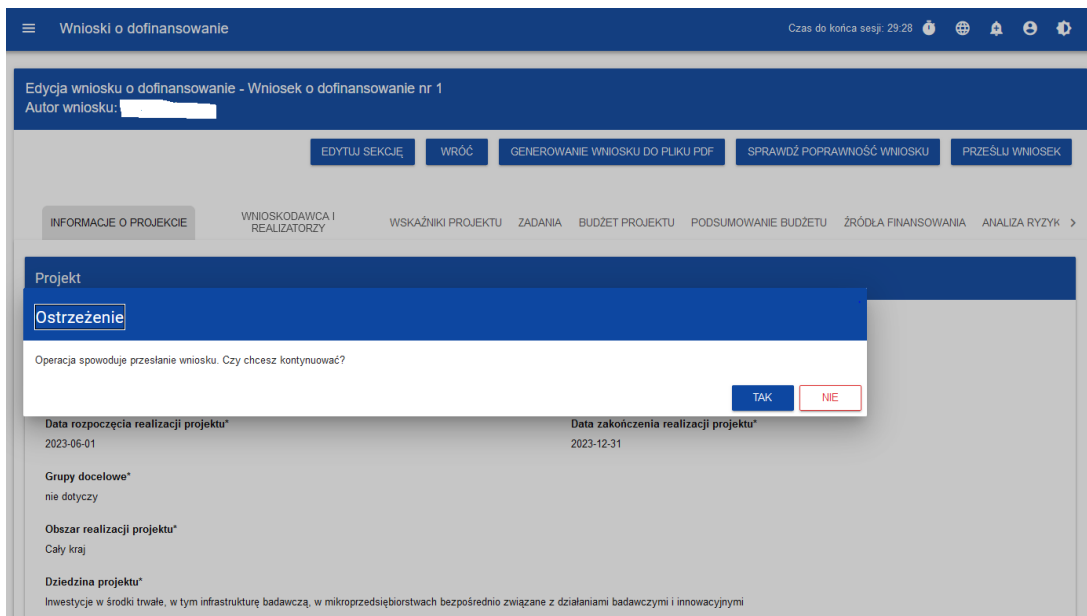 Wnioski o dofinansowanie
Czas do końca sesji: 29:28
Edycja wniosku o dofinansowanie - Wniosek o dofinansowanie nr 1
Autor wniosku:
EDYTUJ SEKCJĘ WRÓĆ GENEROWANIE WNIOSKU DO PLIKU PDF SPRAWDŹ POPRAWNOŚĆ WNIOSKU PRZEŚLIJ WNIOSEK
INFORMACJE O PROJEKCIE WNIOSKODAWCA I REALIZATORZY WSKAŹNIKI PROJEKTU ZADANIA BUDŻET PROJEKTU PODSUMOWANIE BUDŻETU ŹRÓDŁA FINANSOWANIA ANALIZA RYZYK
Projekt
Ostrzeżenie
Operacja spowoduje przesłanie wniosku. Czy chcesz kontynuować?
TAK NIE
Data rozpoczęcia realizacji projektu* Data zakończenia realizacji projektu*
2023-06-01 2023-12-31
Grupy docelowe*
nie dotyczy
Obszar realizacji projektu*
Cały kraj
Dziedzina projektu*
Inwestycje w środki trwałe, w tym infrastrukturę badawczą, w mikroprzedsiębiorstwach bezpośrednio związane z działaniami badawczymi i innowacyjnymi